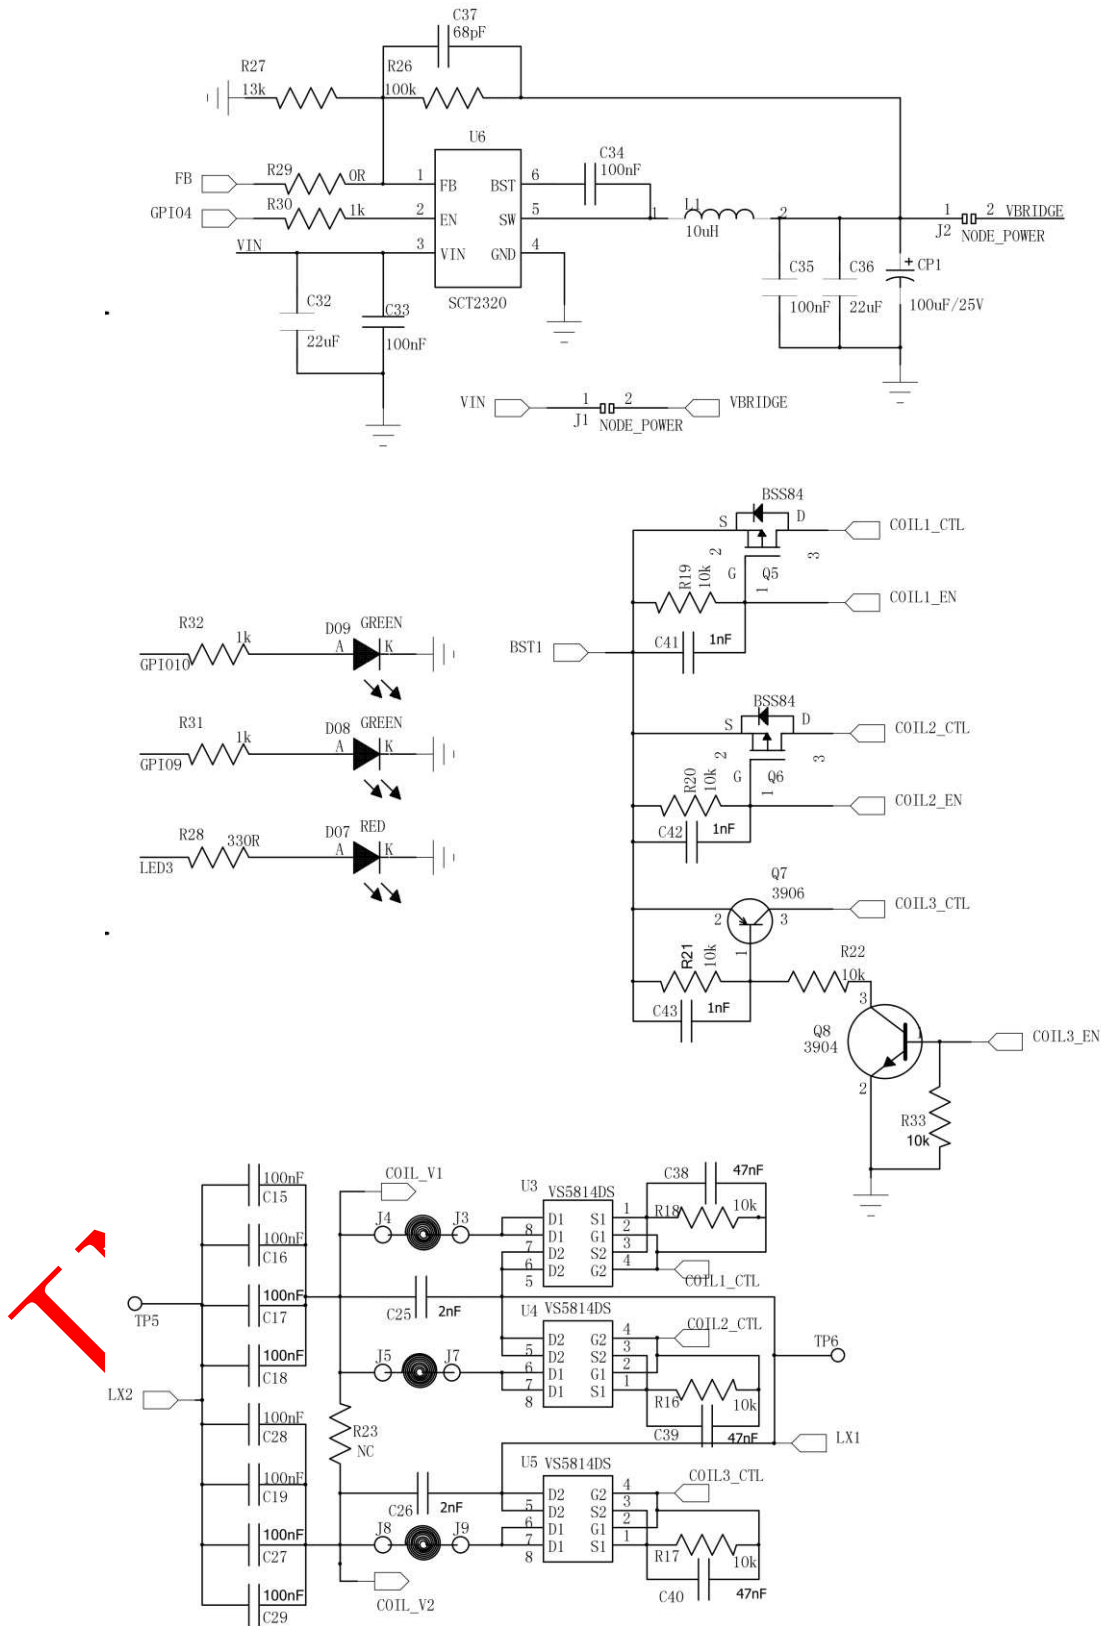 C37
68pF
R27
13k
R26
100k
U6
C34
100nF
FB
R29
0R
1
FB
BST
6
GPIO4
R30
1k
2
EN
SW
5
1
L1
10uH
2
1
2
VBRIDGE
J2
NODE_POWER
VIN
3
VIN
GND
4
SCT2320
C32
22uF
C33
100nF
C35
100nF
C36
22uF
+
CP1
100uF/25V
VIN
1
2
VBRIDGE
J1
NODE_POWER
BSS84
S
D
COIL1_CTL
2
G
Q5
3
R19
10k
1
COIL1_EN
C41
1nF
BST1
R32
1k
DO9
GREEN
A
K
GPIO10
R31
1k
DO8
GREEN
A
K
GPIO9
R28
330R
DO7
RED
A
K
LED3
BSS84
S
D
COIL2_CTL
2
G
Q6
3
R20
10k
1
COIL2_EN
C42
1nF
Q7
3906
2
3
COIL3_CTL
1
R21
10k
R22
10k
C43
1nF
3
Q8
3904
1
COIL3_EN
2
R33
10k
100nF
C15
COIL_V1
U3
VS5814DS
C38
47nF
J4
J3
D1
S1
1
R18
10k
8
D1
G1
2
7
D2
S2
3
6
D2
G2
4
5
COIL1_CTL
100nF
C16
TP5
100nF
C17
C25
2nF
U4
VS5814DS
COIL2_CTL
TP6
D2
G2
4
5
D2
S2
3
6
D1
G1
2
7
D1
S1
1
8
J5
J7
R16
10k
C39
47nF
100nF
C18
LX2
100nF
C28
R23
NC
LX1
U5
VS5814DS
COIL3_CTL
100nF
C19
C26
2nF
D2
G2
4
5
D2
S2
3
6
D1
G1
2
7
D1
S1
1
8
J8
J9
R17
10k
C40
47nF
100nF
C27
COIL_V2
100nF
C29